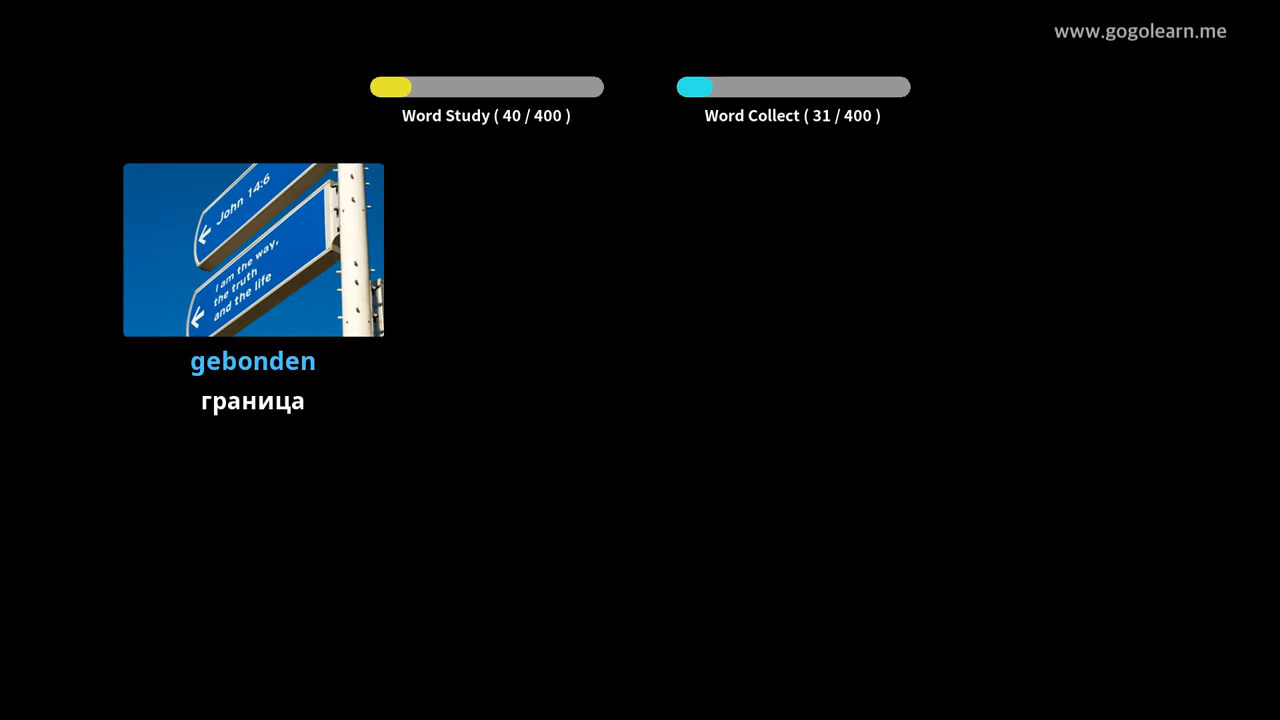 www.gogolearn.me
Word Study ( 40 / 400 )
Word Collect ( 31 / 400 )
John 14:6
I am the way,
the truth
and the life
gebonden
граница